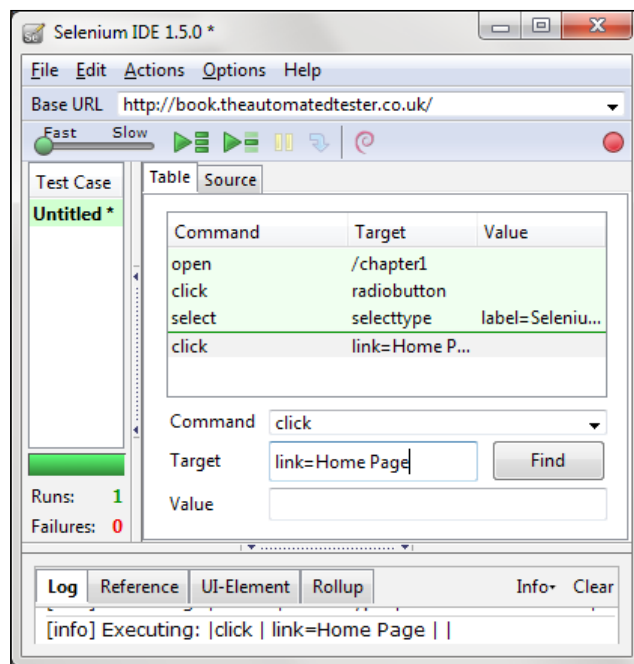 Selenium IDE 1.5.0 *
File Edit Actions Options Help
Base URL http://book.theautomatedtester.co.uk/
Fast Slow
Test Case
Table Source
Untitled *
Command Target Value
open /chapter1
click radiobutton
select selecttype label=Seleniu...
click link=Home P...
Command click
Target link=Home Page Find
Value
Runs: 1
Failures: 0
Log Reference UI-Element Rollup Info Clear
[info] Executing: |click | link=Home Page | |